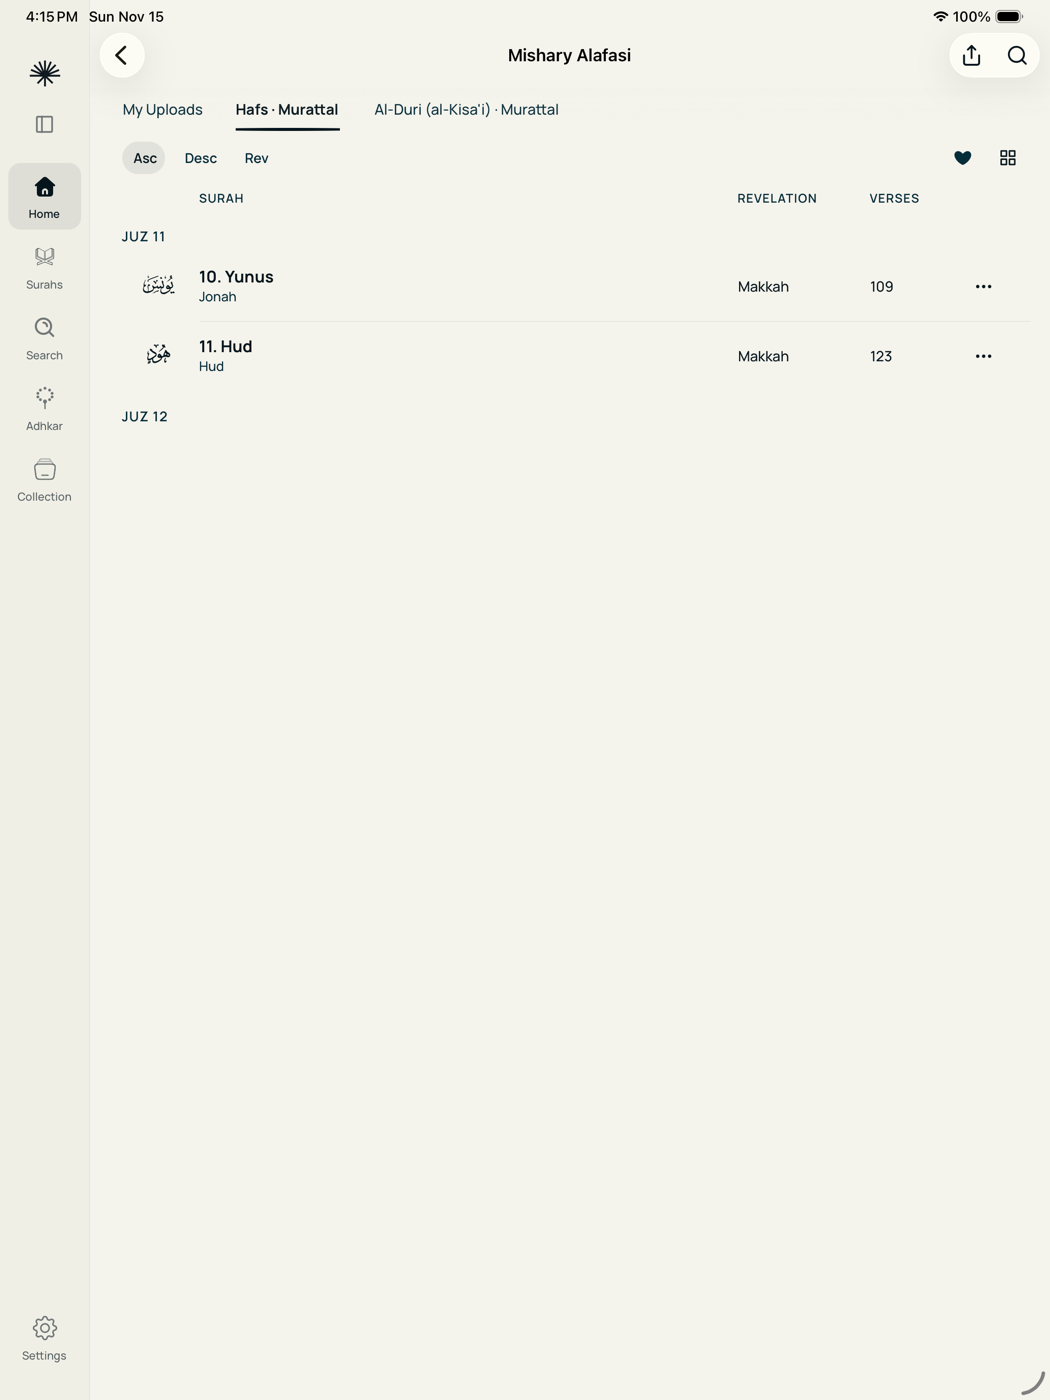 4:15 PM Sun Nov 15 100%
Mishary Alafasi
My Uploads Hafs · Murattal Al-Duri (al-Kisa'i) · Murattal
Asc Desc Rev
SURAH REVELATION VERSES
JUZ 11
يُونُسَ 10. Yunus Makkah 109
Jonah
هُودٍ 11. Hud Makkah 123
Hud
JUZ 12
Home
Surahs
Search
Adhkar
Collection
Settings